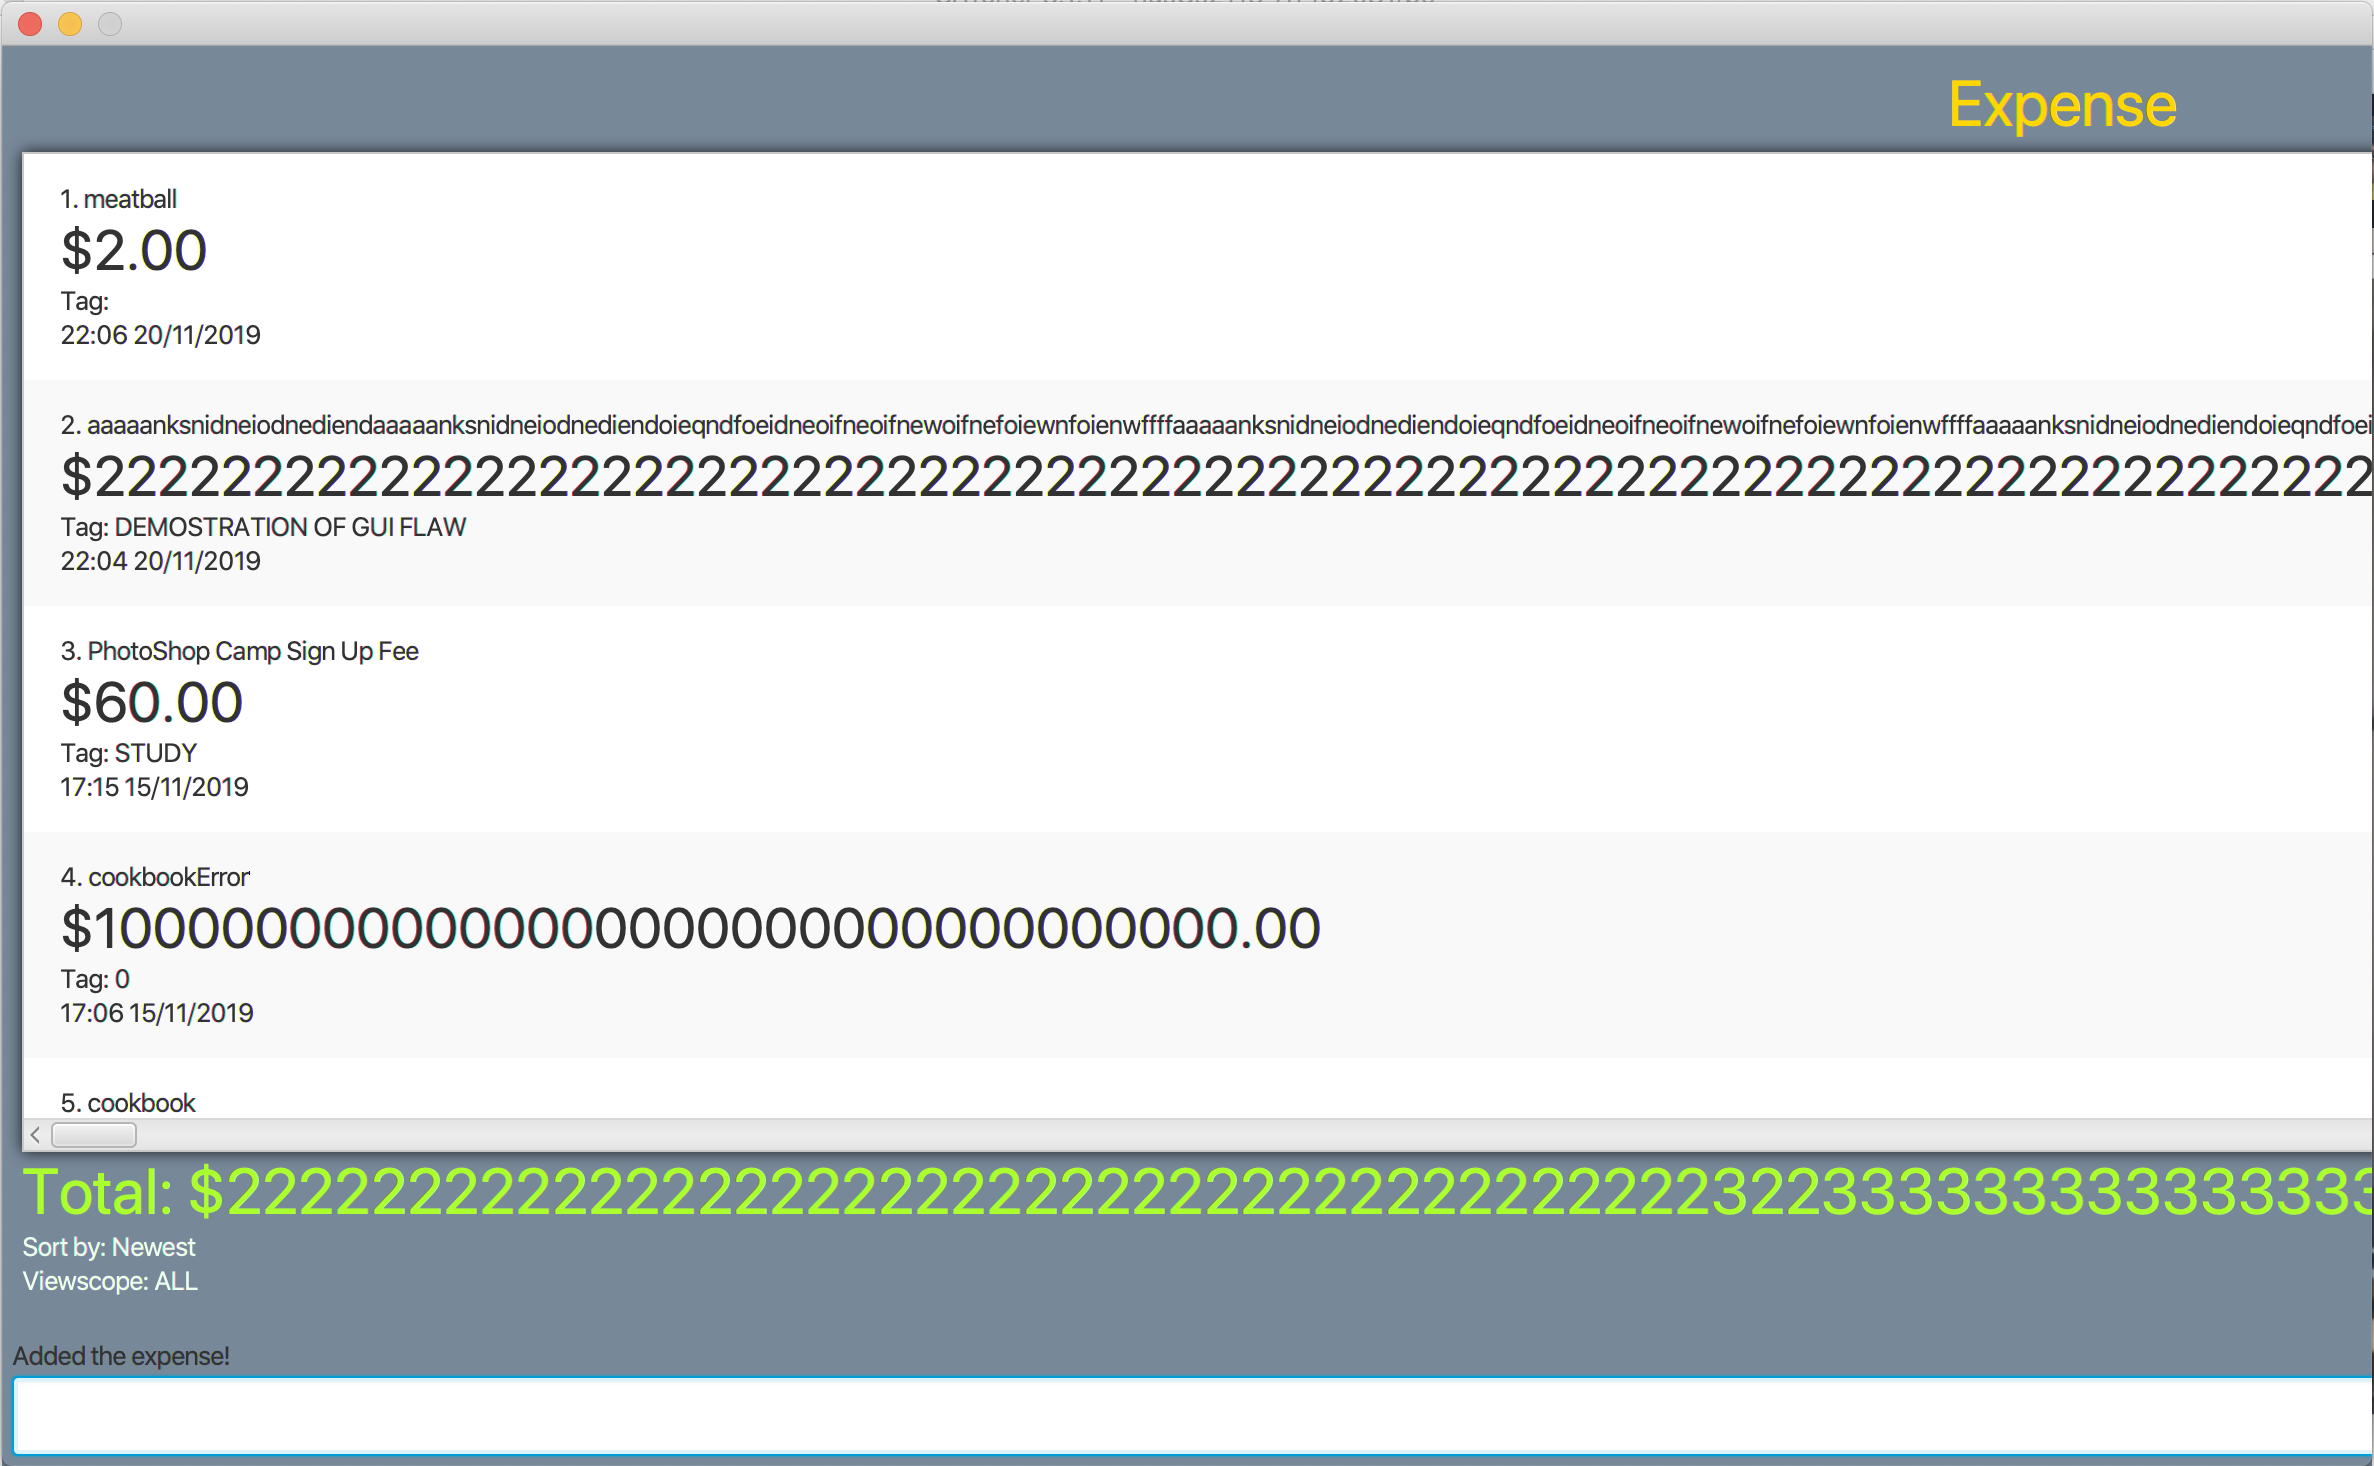 Expense
1. meatball
$2.00
Tag:
22:06 20/11/2019
2. aaaaanksnidneiodnediendaaaaanksnidneiodnediendoieqndfoeidneoifneoifnewoifnefoiewnfoienwffffaaaaanksnidneiodnediendoieqndfoeidneoifneoifnewoifnefoiewnfoienwffffaaaaanksnidneiodnediendoieqndfoei
$222222222222222222222222222222222222222222222222222222222222222222222222
Tag: DEMOSTRATION OF GUI FLAW
22:04 20/11/2019
3. PhotoShop Camp Sign Up Fee
$60.00
Tag: STUDY
17:15 15/11/2019
4. cookbookError
$1000000000000000000000000000000000.00
Tag: 0
17:06 15/11/2019
5. cookbook
Total: $22222222222222222222222222222222222222222322333333333333333
Sort by: Newest
Viewscope: ALL
Added the expense!